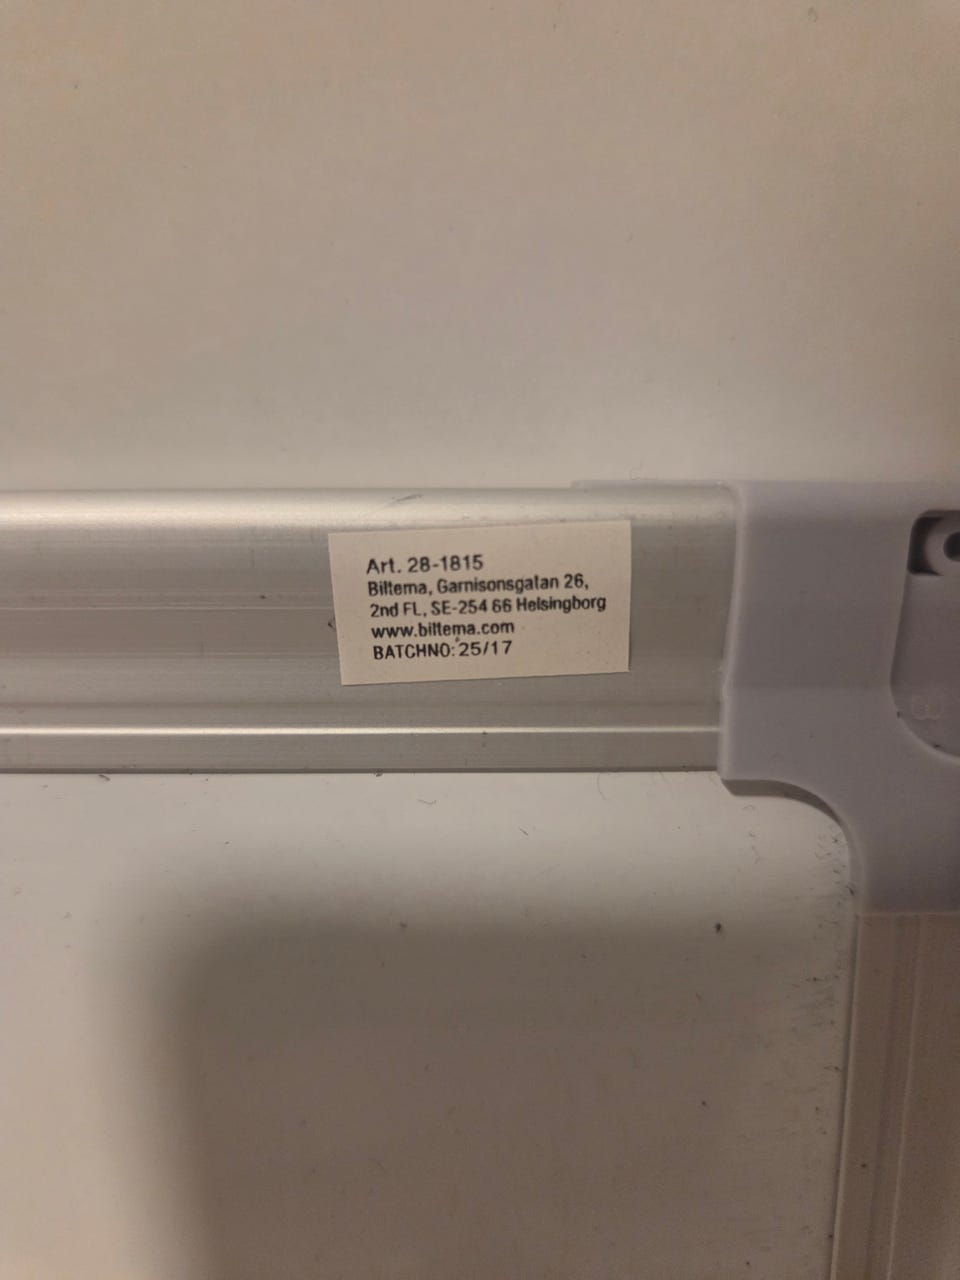 Art. 28-1815
Biltema, Garnisonsgatan 26,
2nd FL, SE-254 66 Helsingborg
www.biltema.com
BATCHNO: 25/17